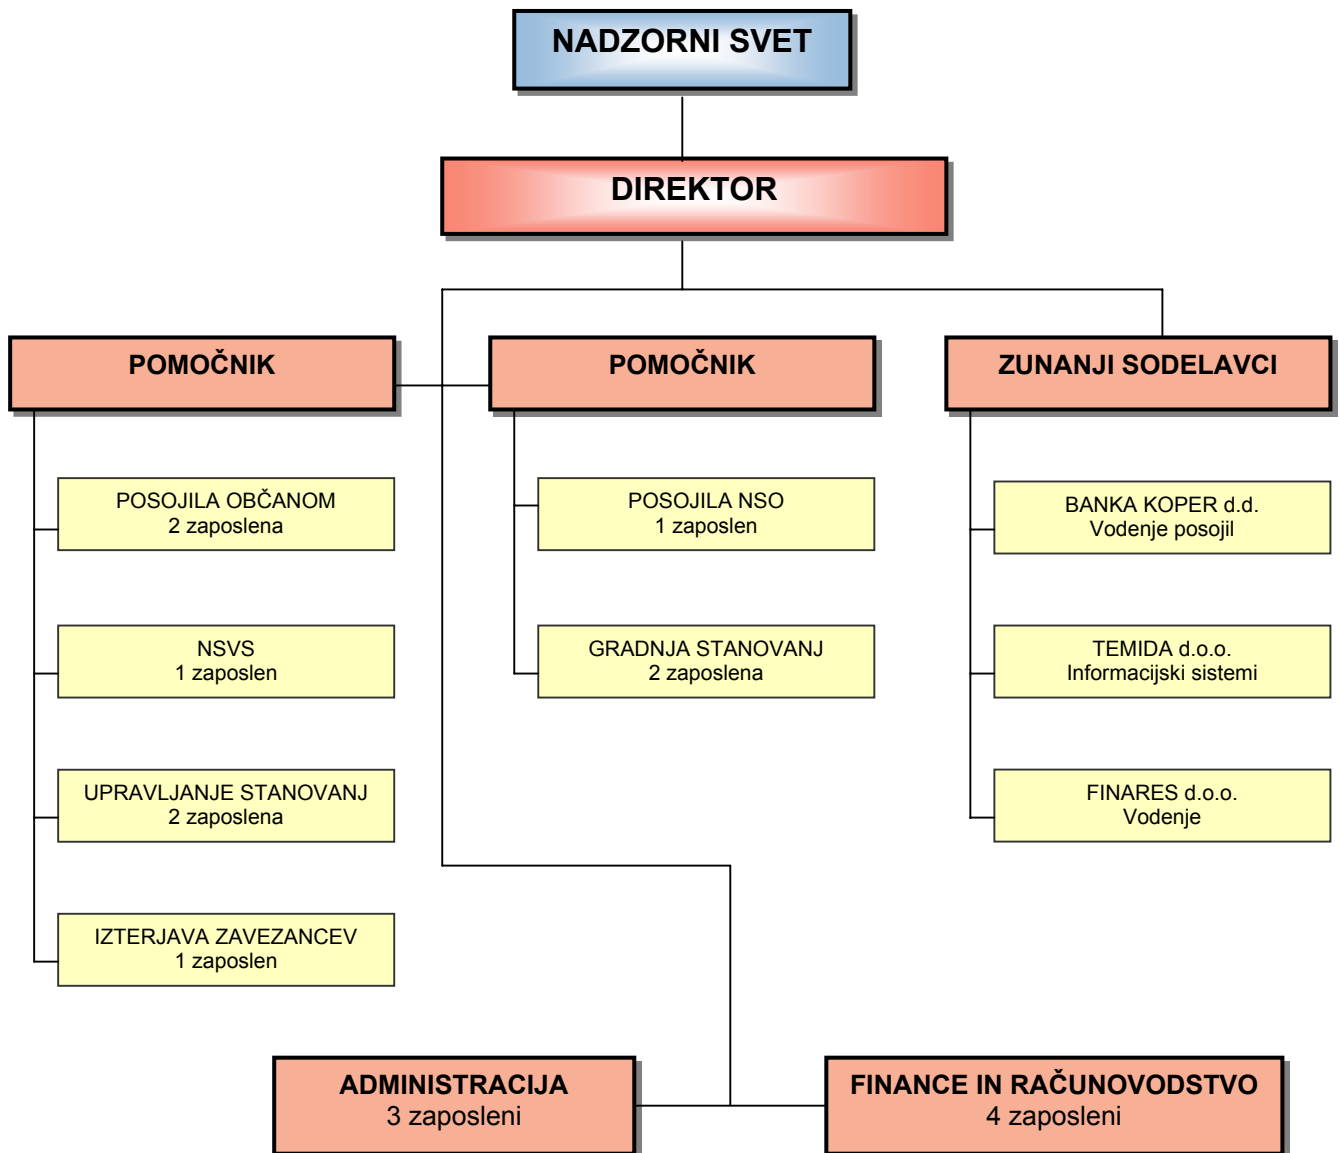 NADZORNI SVET
DIREKTOR
POMOČNIK
POMOČNIK
ZUNANJI SODELAVCI
POSOJILA OBČANOM
2 zaposlena
POSOJILA NSO
1 zaposlen
BANKA KOPER d.d.
Vodenje posojil
NSVS
1 zaposlen
GRADNJA STANOVANJ
2 zaposlena
TEMIDA d.o.o.
Informacijski sistemi
UPRAVLJANJE STANOVANJ
2 zaposlena
FINARES d.o.o.
Vodenje
IZTERJAVA ZAVEZANCEV
1 zaposlen
ADMINISTRACIJA
3 zaposleni
FINANCE IN RAČUNOVODSTVO
4 zaposleni